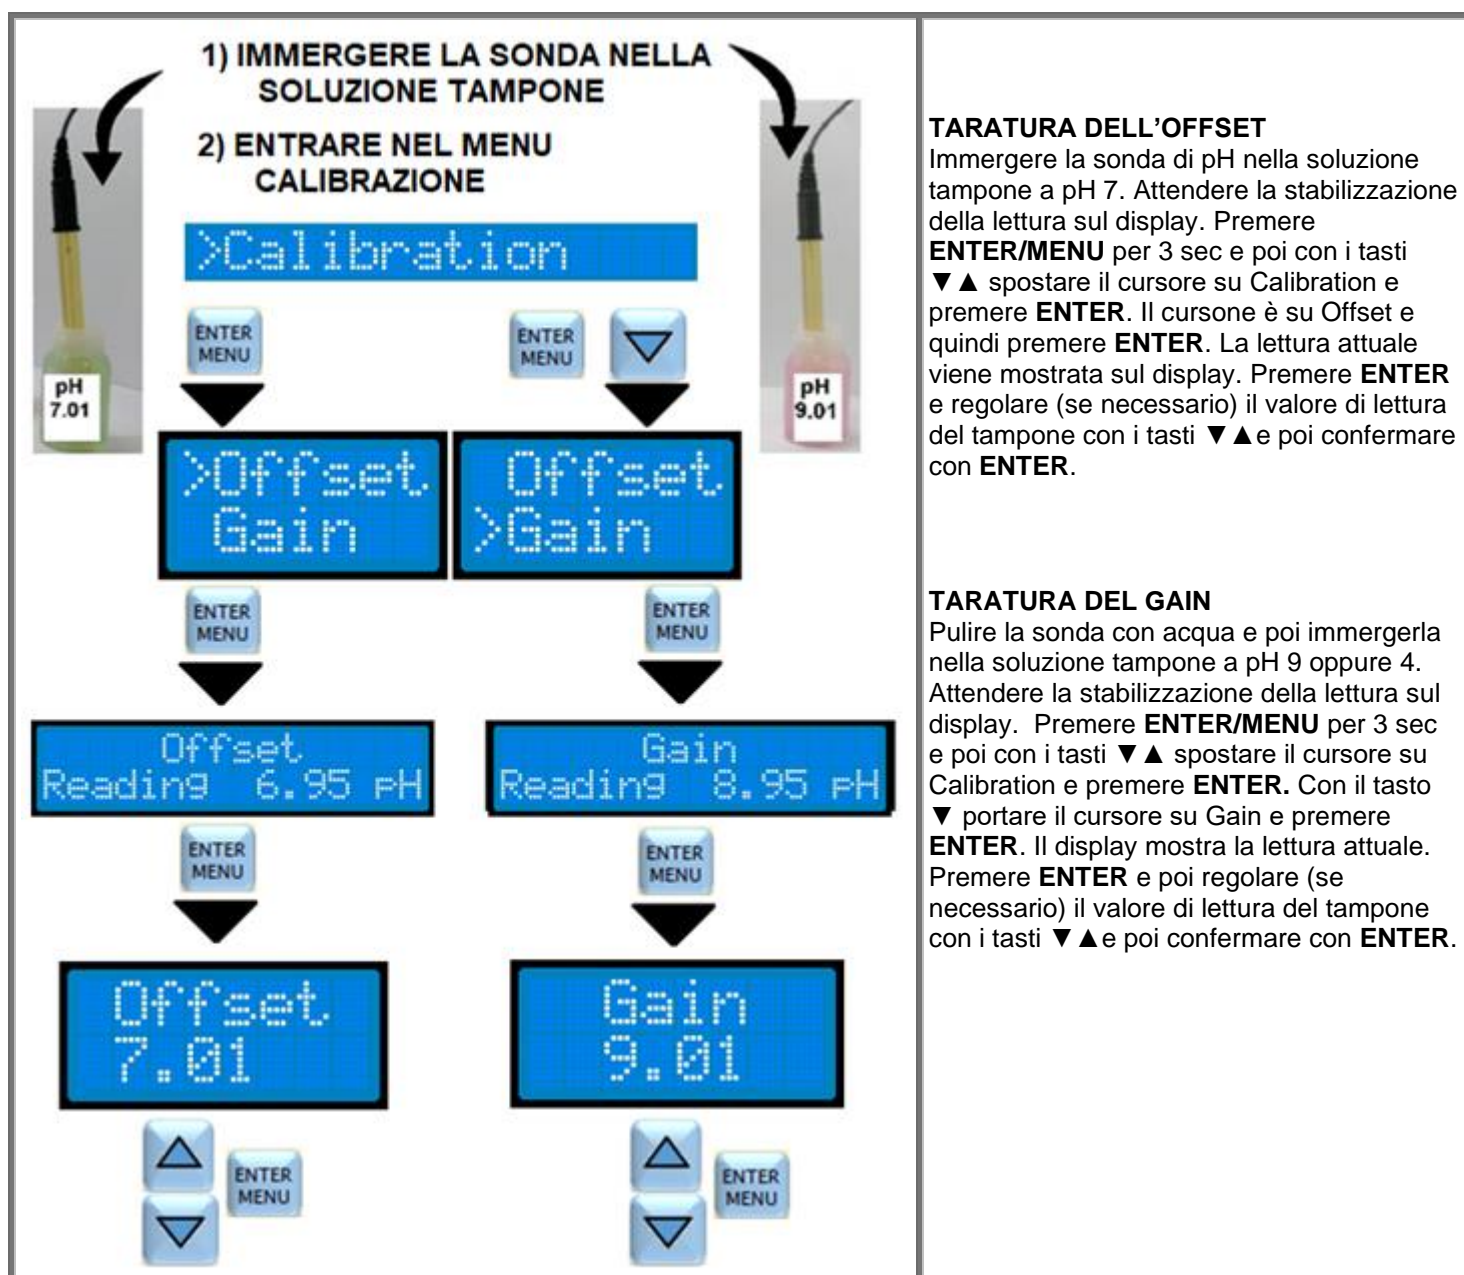 1) IMMERGERE LA SONDA NELLA
SOLUZIONE TAMPONE
2) ENTRARE NEL MENU
CALIBRAZIONE
>Calibration
ENTER
MENU
ENTER
MENU
pH
7.01
pH
9.01
>Offset
Gain
Offset
>Gain
ENTER
MENU
ENTER
MENU
Offset
Reading 6.95 pH
Gain
Reading 8.95 pH
ENTER
MENU
ENTER
MENU
Offset
7.01
Gain
9.01
ENTER
MENU
ENTER
MENU
TARATURA DELL’OFFSET
Immergere la sonda di pH nella soluzione
tampone a pH 7. Attendere la stabilizzazione
della lettura sul display. Premere
ENTER/MENU per 3 sec e poi con i tasti
▼▲ spostare il cursore su Calibration e
premere ENTER. Il cursone è su Offset e
quindi premere ENTER. La lettura attuale
viene mostrata sul display. Premere ENTER
e regolare (se necessario) il valore di lettura
del tampone con i tasti ▼▲e poi confermare
con ENTER.
TARATURA DEL GAIN
Pulire la sonda con acqua e poi immergerla
nella soluzione tampone a pH 9 oppure 4.
Attendere la stabilizzazione della lettura sul
display. Premere ENTER/MENU per 3 sec
e poi con i tasti ▼▲ spostare il cursore su
Calibration e premere ENTER. Con il tasto
▼ portare il cursore su Gain e premere
ENTER. Il display mostra la lettura attuale.
Premere ENTER e poi regolare (se
necessario) il valore di lettura del tampone
con i tasti ▼▲e poi confermare con ENTER.